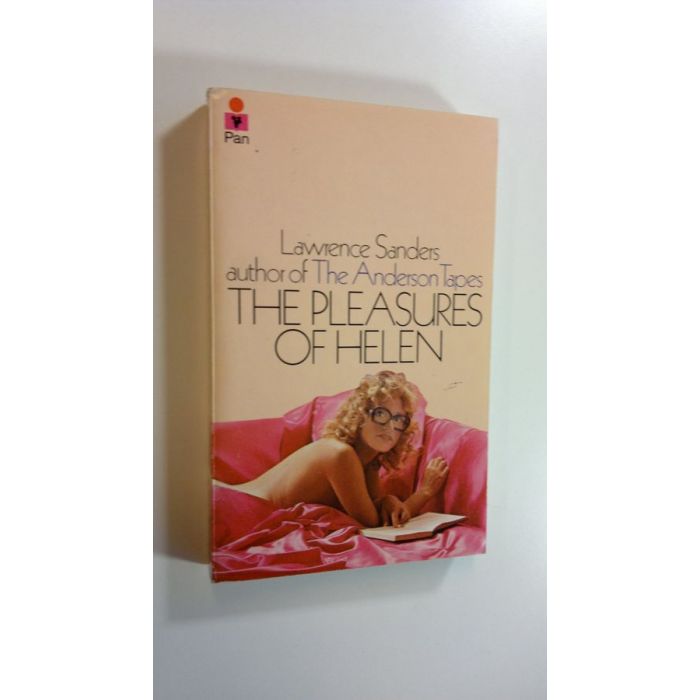 Pan
Lawrence Sanders
author of The Anderson Tapes
THE PLEASURES
OF HELEN